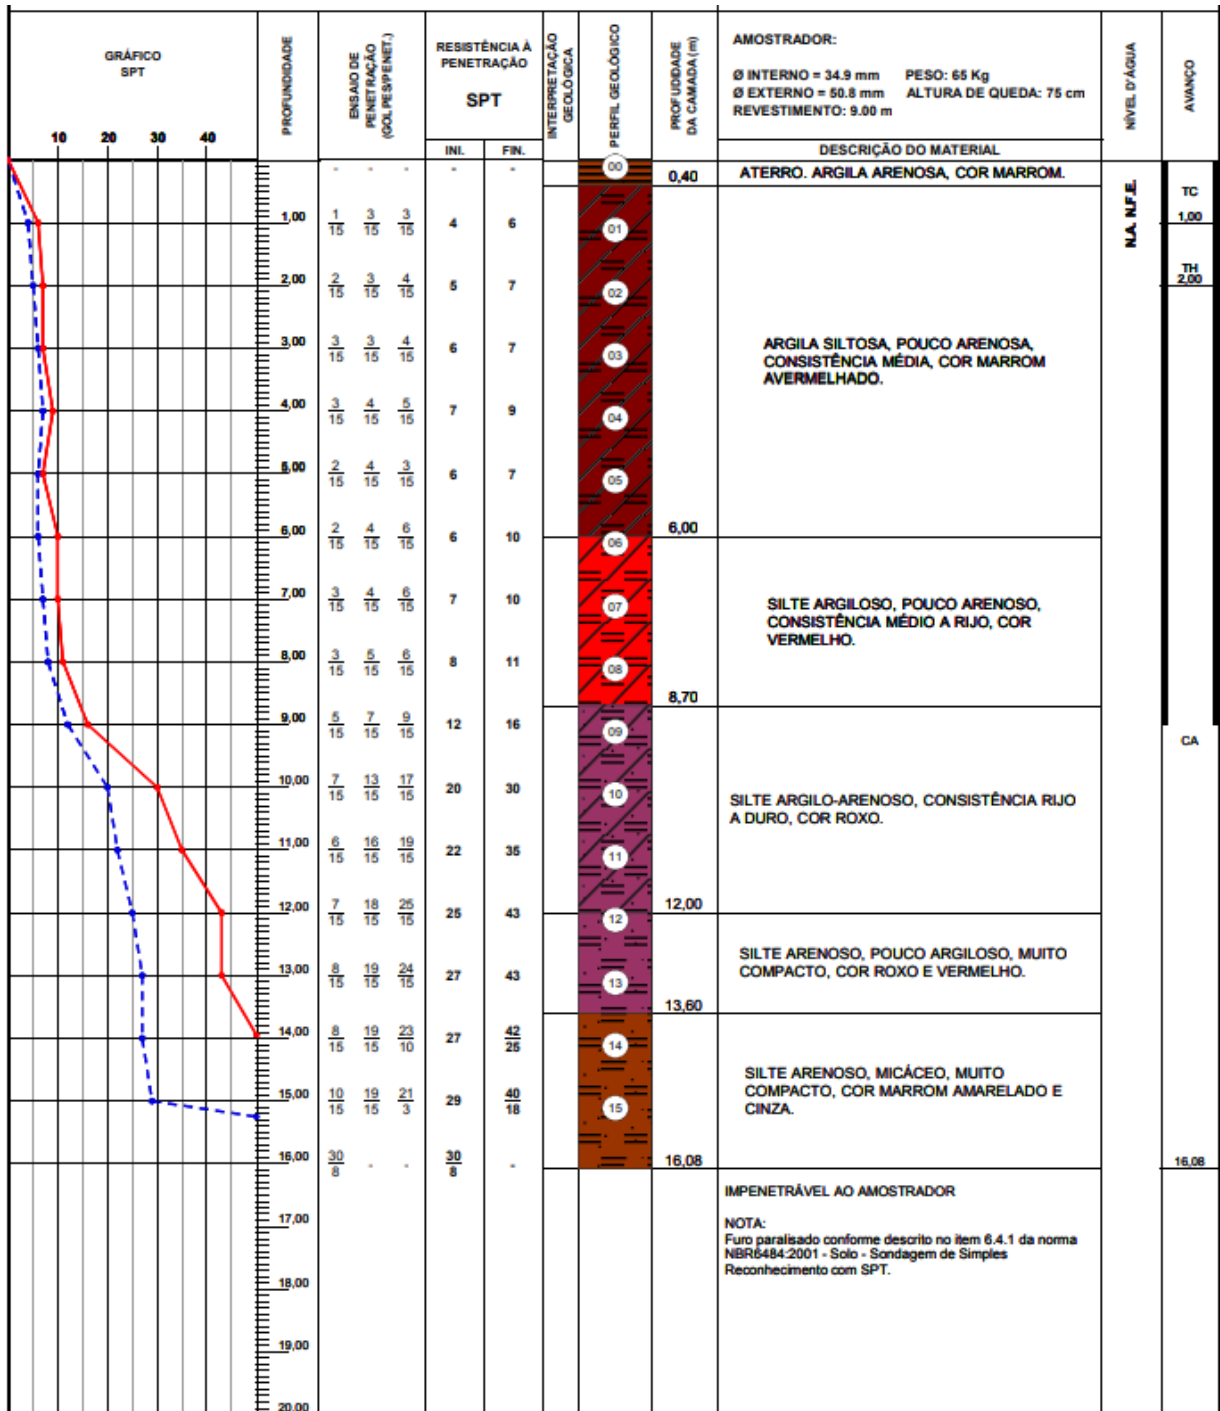 GRÁFICO
SPT
10 20 30 40
PROFUNDIDADE
ENSAIO DE
PENETRAÇÃO
(GOLPES/PENET.)
RESISTÊNCIA À
PENETRAÇÃO
SPT
INI. FIN.
INTERPRETAÇÃO
GEOLÓGICA
PERFIL GEOLÓGICO
PROFUDIDADE
DA CAMADA (m)
AMOSTRADOR:
Ø INTERNO = 34.9 mm PESO: 65 Kg
Ø EXTERNO = 50.8 mm ALTURA DE QUEDA: 75 cm
REVESTIMENTO: 9.00 m
DESCRIÇÃO DO MATERIAL
NÍVEL D'ÁGUA
AVANÇO
- - - - - 00
0,40
ATERRO. ARGILA ARENOSA, COR MARROM.
N.A. N.F.E.
TC
1,00
TH
2,00
1,00 1/15 3/15 3/15 4 6 01
2,00 2/15 3/15 4/15 5 7 02
3,00 3/15 3/15 4/15 6 7 03
ARGILA SILTOSA, POUCO ARENOSA,
CONSISTÊNCIA MÉDIA, COR MARROM
AVERMELHADO.
4,00 3/15 4/15 5/15 7 9 04
5,00 2/15 4/15 3/15 6 7 05
6,00 2/15 4/15 6/15 6 10 06
6,00
7,00 3/15 4/15 6/15 7 10 07
SILTE ARGILOSO, POUCO ARENOSO,
CONSISTÊNCIA MÉDIO A RIJO, COR
VERMELHO.
8,00 3/15 5/15 6/15 8 11 08
8,70
9,00 5/15 7/15 9/15 12 16 09
CA
10,00 7/15 13/15 17/15 20 30 10
SILTE ARGILO-ARENOSO, CONSISTÊNCIA RIJO
A DURO, COR ROXO.
11,00 6/15 16/15 19/15 22 35 11
12,00 7/15 18/15 25/15 25 43 12
12,00
SILTE ARENOSO, POUCO ARGILOSO, MUITO
COMPACTO, COR ROXO E VERMELHO.
13,00 8/15 19/15 24/15 27 43 13
13,60
14,00 8/15 19/15 23/10 27 42/25 14
SILTE ARENOSO, MICÁCEO, MUITO
COMPACTO, COR MARROM AMARELADO E
CINZA.
15,00 10/15 19/15 21/3 29 40/18 15
16,00 30/8 - - 30/8 -
16,08
16,08
IMPENETRÁVEL AO AMOSTRADOR
NOTA:
Furo paralisado conforme descrito no item 6.4.1 da norma
NBR6484:2001 - Solo - Sondagem de Simples
Reconhecimento com SPT.
17,00
18,00
19,00
20,00